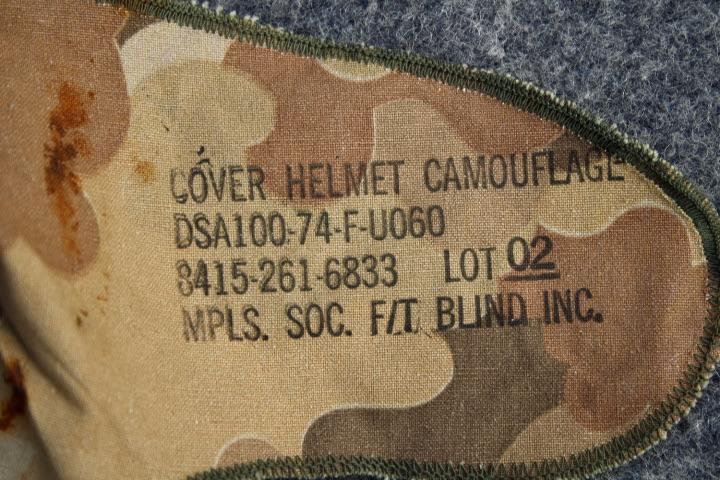 COVER HELMET CAMOUFLAGE
DSA100-74-F-U060
8415-261-6833 LOT 02
MPLS. SOC. F/T BLIND INC.